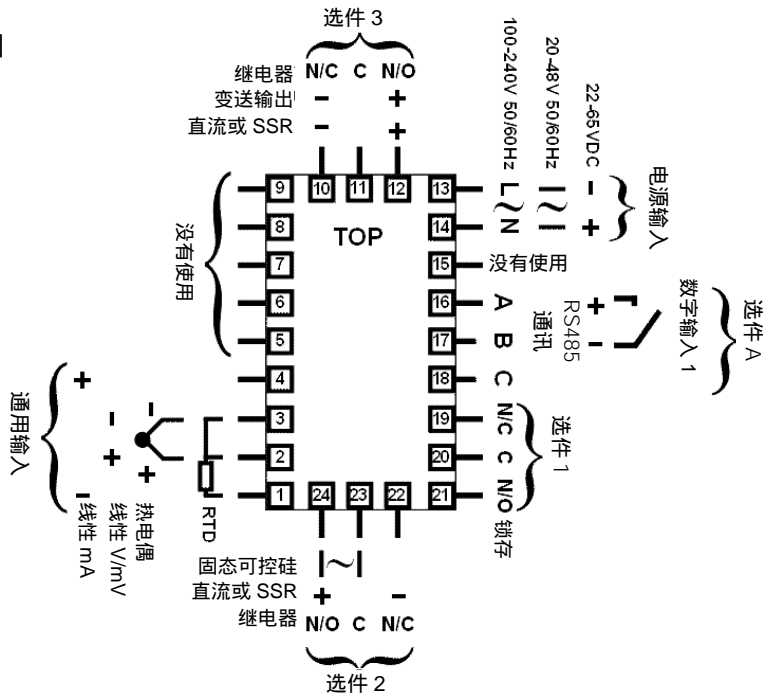 选件 3
继电器 N/C C N/O
变送输出 − +
直流或 SSR − +
100-240V 50/60Hz
20-48V 50/60Hz
22-65VDC
电源输入
9 10 11 12 13 L −
8 14 N +
TOP
没有使用
7 15 没有使用
6 16 A +
5 17 B −
RS485
通讯
数字输入 1
选件 A
4 18 C
3 19 N/C
2 20 C
1 24 23 22 21 N/O
选件 1
锁存
+
−
−
+
−
+
−
通用输入
线性 mA
线性 V/mV
热电偶
RTD
固态可控硅 ~
直流或 SSR + −
继电器 N/O C N/C
选件 2